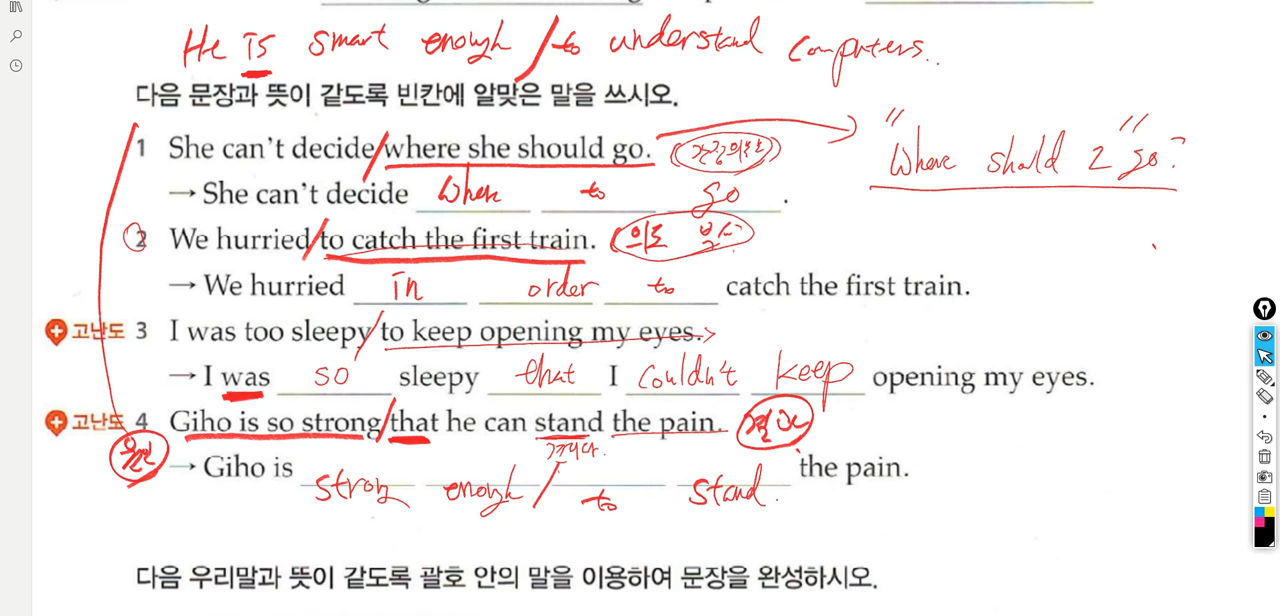 He is smart enough / to understand computers..
다음 문장과 뜻이 같도록 빈칸에 알맞은 말을 쓰시오.
1 She can't decide/where she should go. (간접의문문) "Where should I" go?
→ She can't decide where to go.
2 We hurried/to catch the first train. (의도 부사)
→ We hurried in order to catch the first train.
고난도 3 I was too sleepy/to keep opening my eyes.
→ I was so sleepy that I couldn't keep opening my eyes.
고난도 4 Giho is so strong/that he can stand the pain. 결과
견디다.
원인
→ Giho is strong enough / to stand. the pain.
다음 우리말과 뜻이 같도록 괄호 안의 말을 이용하여 문장을 완성하시오.